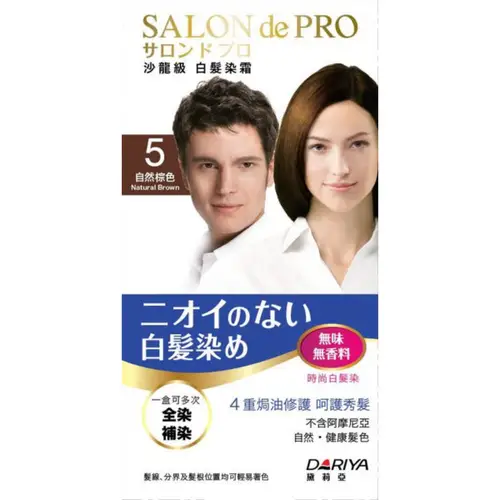 SALON de PRO
サロンドプロ
沙龍級 白髮染霜
5
自然棕色
Natural Brown
ニオイのない
白髪染め
無味
無香料
時尚白髮染
一盒可多次
全染
補染
4重焗油修護 呵護秀髮
不含阿摩尼亞
自然・健康髮色
髮線、分界及髮根位置均可輕易著色
DARIYA
黛莉亞